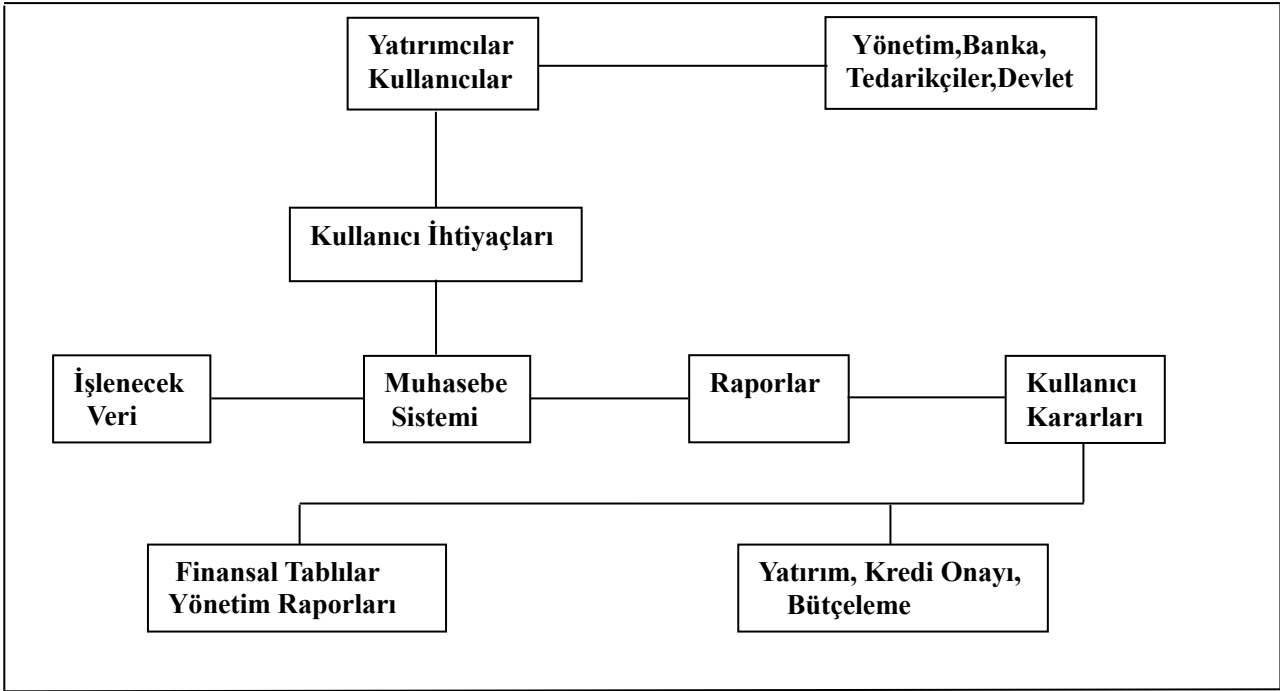 Yatırımcılar
Kullanıcılar
Yönetim,Banka,
Tedarikçiler,Devlet
Kullanıcı İhtiyaçları
İşlenecek
Veri
Muhasebe
Sistemi
Raporlar
Kullanıcı
Kararları
Finansal Tablılar
Yönetim Raporları
Yatırım, Kredi Onayı,
Bütçeleme